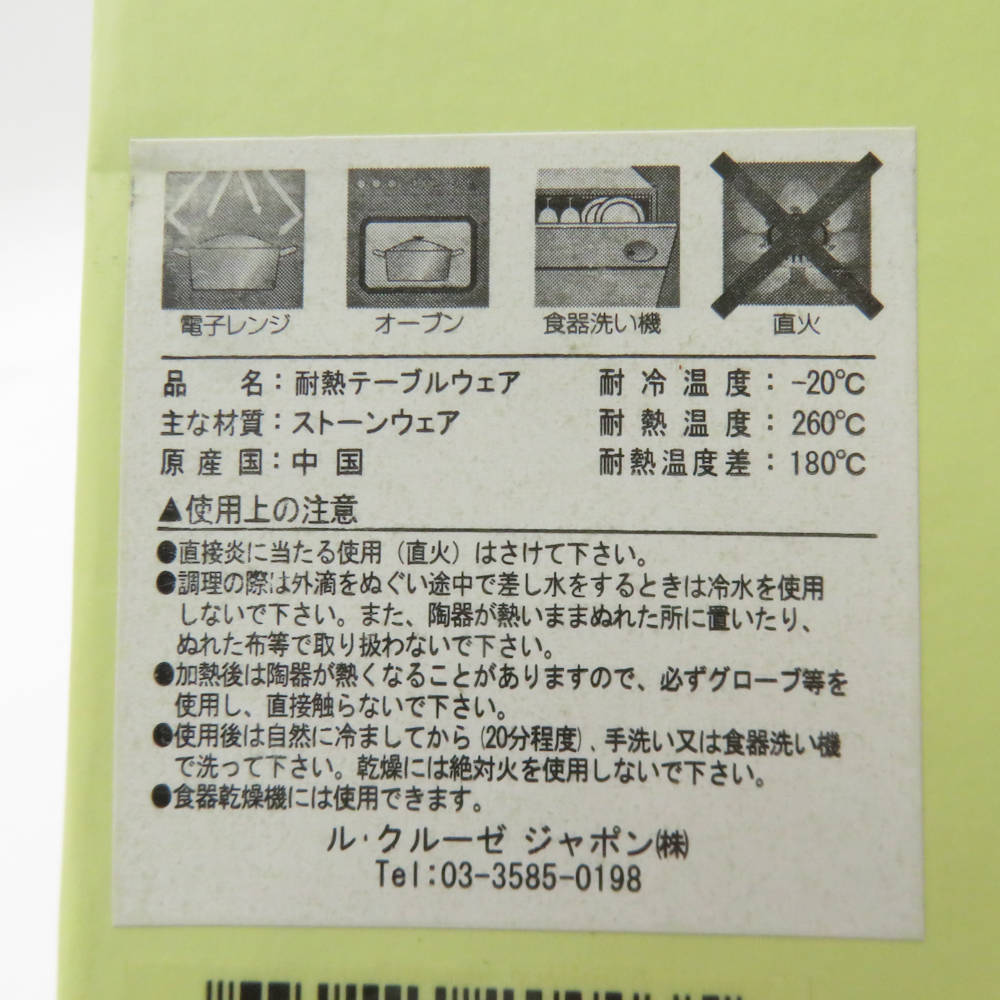 電子レンジ オーブン 食器洗い機 直火
品 名：耐熱テーブルウェア 耐冷温度：-20℃
主な材質：ストーンウェア 耐熱温度：260℃
原産国：中国 耐熱温度差：180℃
▲使用上の注意
●直接炎に当たる使用（直火）はさけて下さい。
●調理の際は外滴をぬぐい途中で差し水をするときは冷水を使用
しないで下さい。また、陶器が熱いままぬれた所に置いたり、
ぬれた布等で取り扱わないで下さい。
●加熱後は陶器が熱くなることがありますので、必ずグローブ等を
使用し、直接触らないで下さい。
●使用後は自然に冷ましてから（20分程度）、手洗い又は食器洗い機
で洗って下さい。乾燥には絶対火を使用しないで下さい。
●食器乾燥機には使用できます。
ル・クルーゼ ジャポン㈱
Tel:03-3585-0198